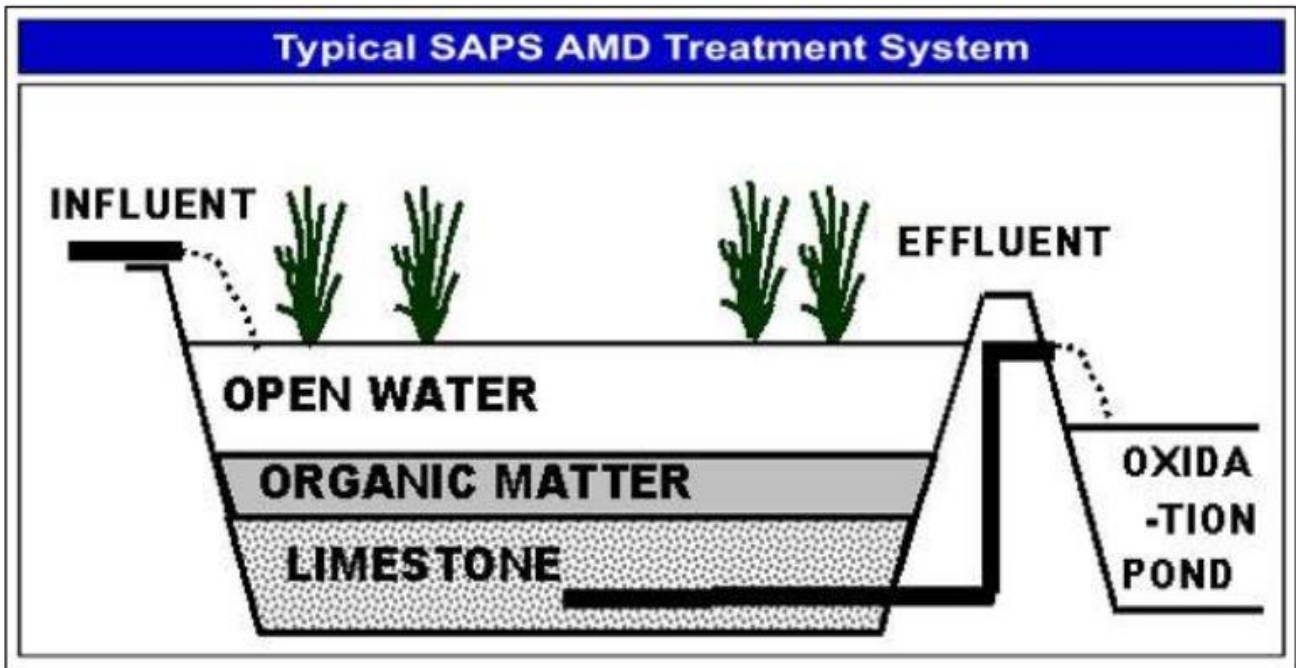 Typical SAPS AMD Treatment System
INFLUENT
EFFLUENT
OPEN WATER
ORGANIC MATTER
LIMESTONE
OXIDA
-TION
POND